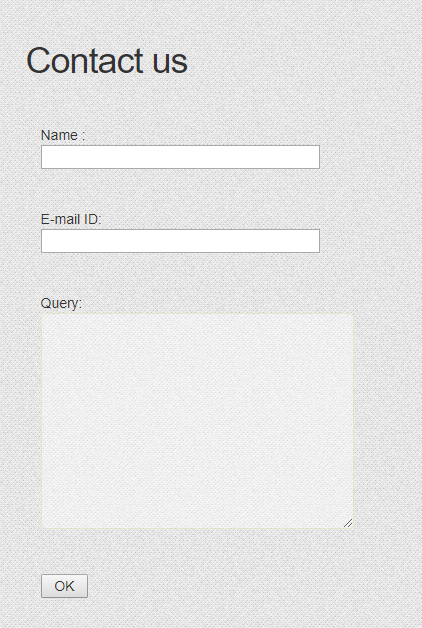 Contact us
Name :
E-mail ID:
Query:
OK